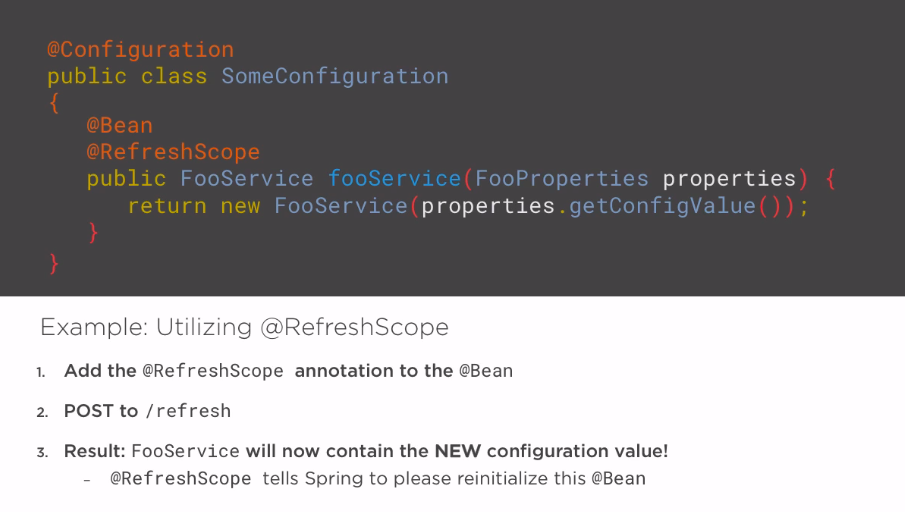 @Configuration
public class SomeConfiguration
{
@Bean
@RefreshScope
public FooService fooService(FooProperties properties) {
return new FooService(properties.getConfigValue());
}
}
Example: Utilizing @RefreshScope
1. Add the @RefreshScope annotation to the @Bean
2. POST to /refresh
3. Result: FooService will now contain the NEW configuration value!
– @RefreshScope tells Spring to please reinitialize this @Bean